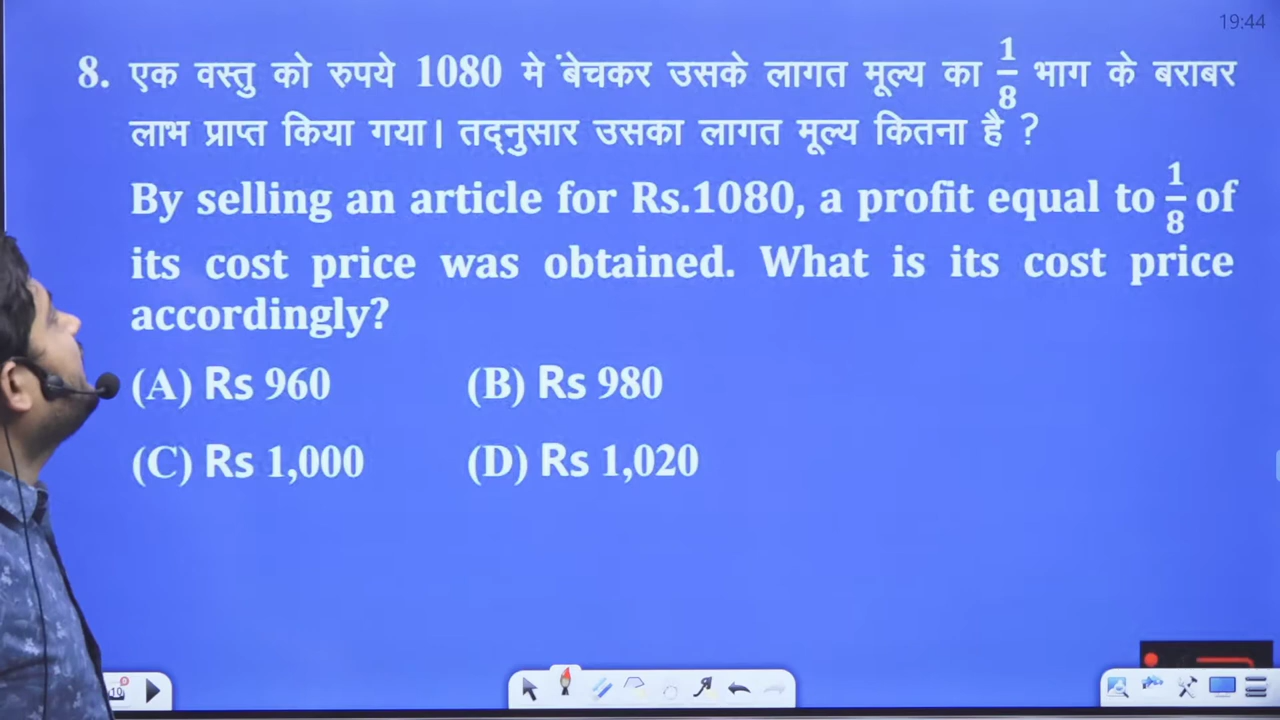 19:44
8. एक वस्तु को रुपये 1080 मे बेचकर उसके लागत मूल्य का 1/8 भाग के बराबर
लाभ प्राप्त किया गया। तद्नुसार उसका लागत मूल्य कितना है ?
By selling an article for Rs.1080, a profit equal to 1/8 of
its cost price was obtained. What is its cost price
accordingly?
(A) Rs 960 (B) Rs 980
(C) Rs 1,000 (D) Rs 1,020